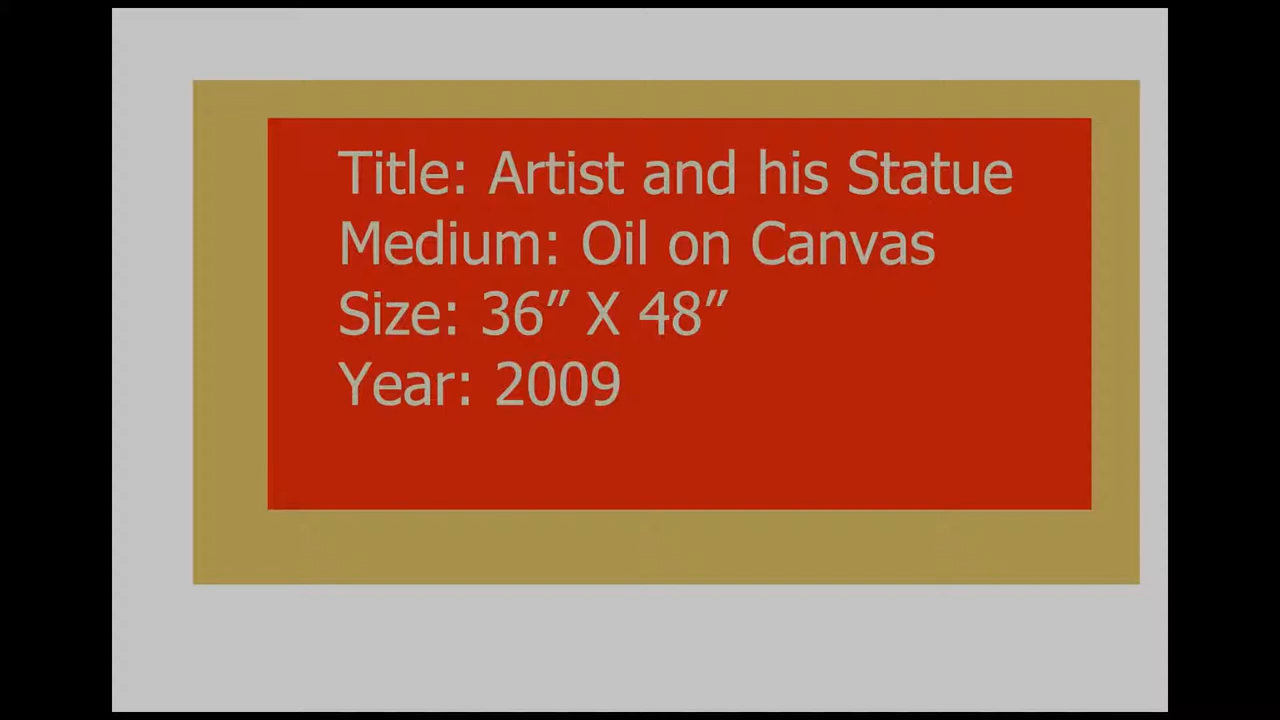 Title: Artist and his Statue
Medium: Oil on Canvas
Size: 36” X 48”
Year: 2009